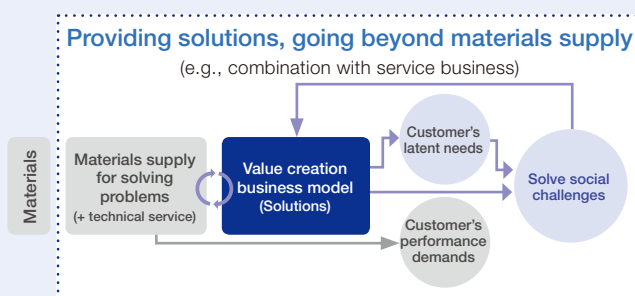 Providing solutions, going beyond materials supply
(e.g., combination with service business)
Materials
Materials supply
for solving
problems
(+ technical service)
Value creation
business model
(Solutions)
Customer's
latent needs
Customer's
performance
demands
Solve social
challenges